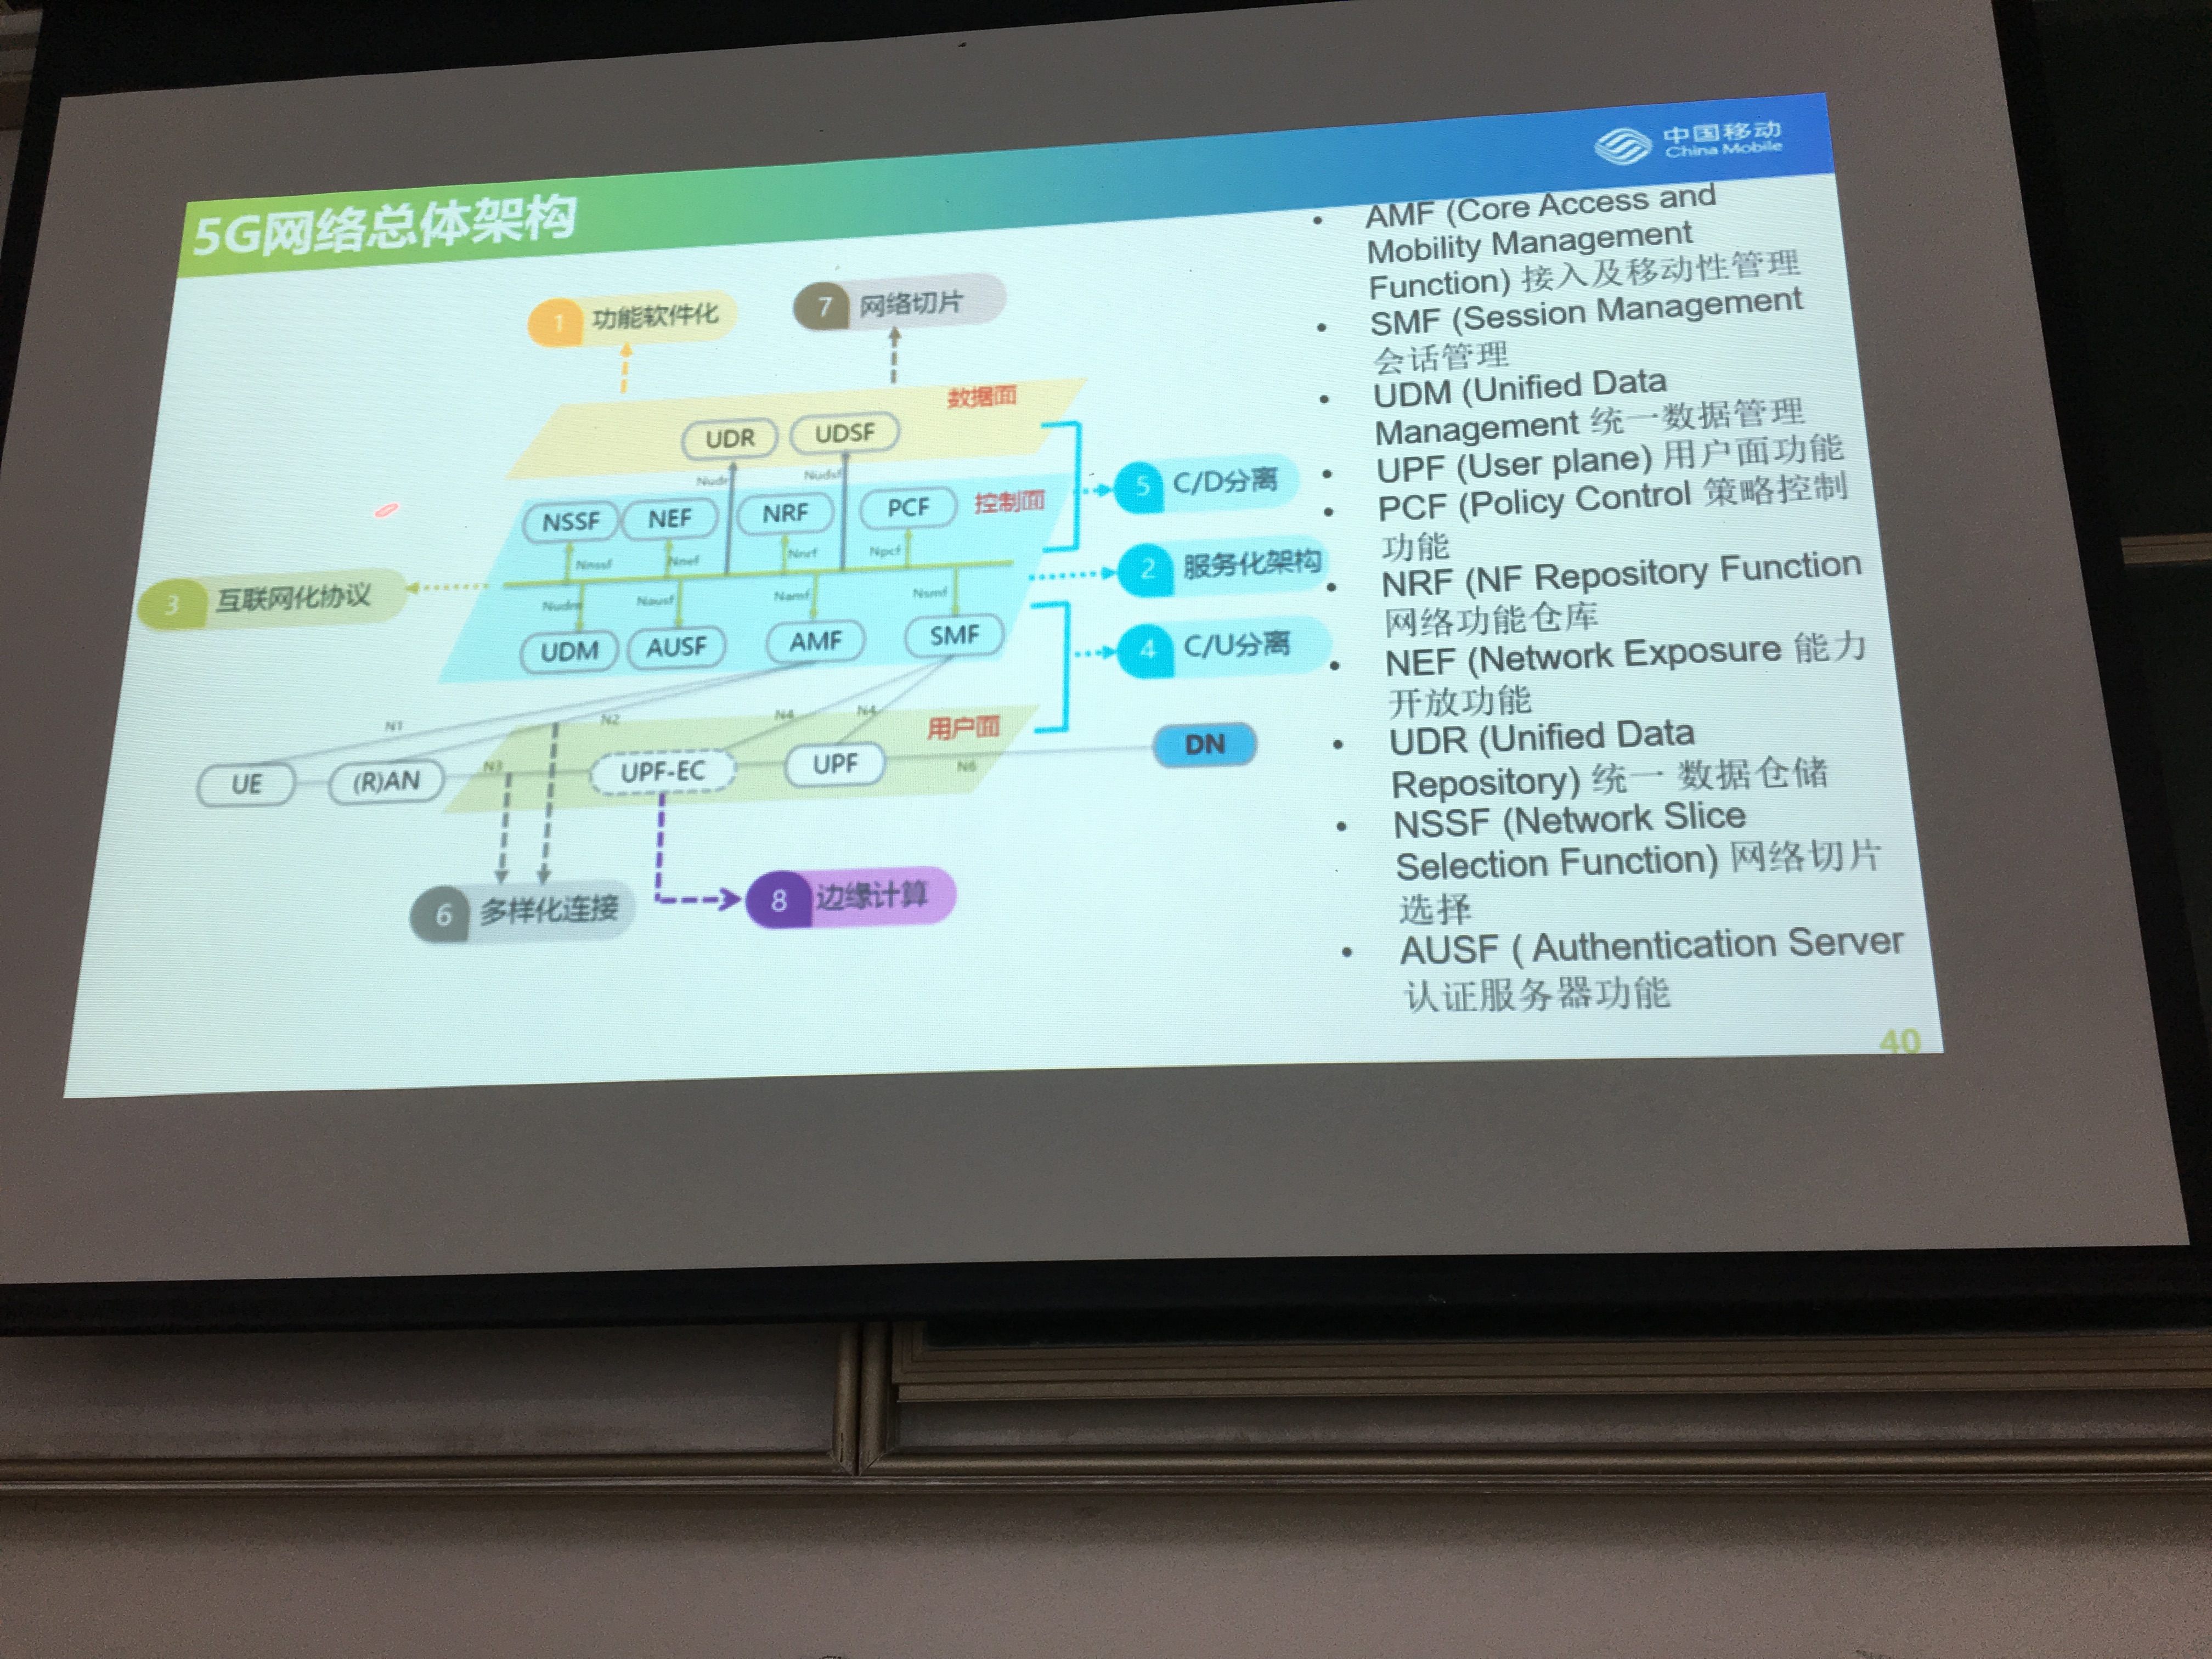 中国移动
China Mobile
5G网络总体架构
1 功能软件化
7 网络切片
数据面
UDR
UDSF
Nudr
Nudsf
5 C/D分离
NSSF
NEF
NRF
PCF
控制面
Nnssf
Nnef
Nnrf
Npcf
2 服务化架构
3 互联网化协议
Nudm
Nausf
Namf
Nsmf
UDM
AUSF
AMF
SMF
4 C/U分离
N1
N2
N4
N4
用户面
UE
(R)AN
N3
UPF-EC
UPF
N6
DN
6 多样化连接
8 边缘计算
• AMF (Core Access and
Mobility Management
Function) 接入及移动性管理
• SMF (Session Management
会话管理
• UDM (Unified Data
Management 统一数据管理
• UPF (User plane) 用户面功能
• PCF (Policy Control 策略控制
功能
• NRF (NF Repository Function
网络功能仓库
• NEF (Network Exposure 能力
开放功能
• UDR (Unified Data
Repository) 统一 数据仓储
• NSSF (Network Slice
Selection Function) 网络切片
选择
• AUSF ( Authentication Server
认证服务器功能
40